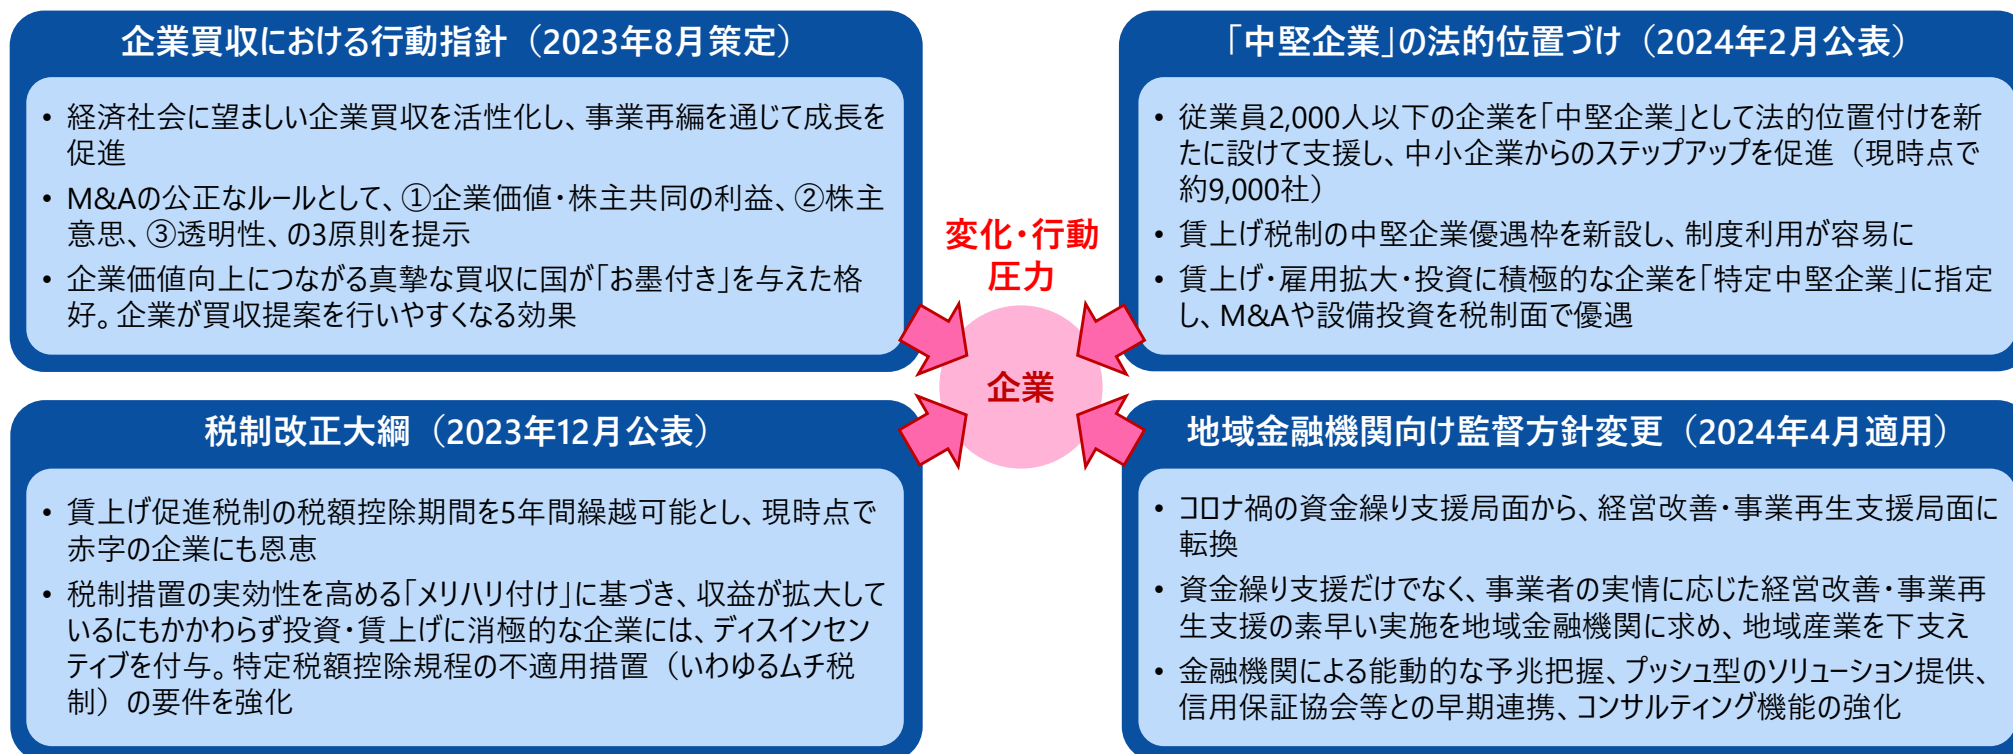 企業買収における行動指針（2023年8月策定）
• 経済社会に望ましい企業買収を活性化し、事業再編を通じて成長を
促進
• M&Aの公正なルールとして、①企業価値・株主共同の利益、②株主
意思、③透明性、の3原則を提示
• 企業価値向上につながる真摯な買収に国が「お墨付き」を与えた格
好。企業が買収提案を行いやすくなる効果
「中堅企業」の法的位置づけ（2024年2月公表）
• 従業員2,000人以下の企業を「中堅企業」として法的位置付けを新
たに設けて支援し、中小企業からのステップアップを促進（現時点で
約9,000社）
• 賃上げ税制の中堅企業優遇枠を新設し、制度利用が容易に
• 賃上げ・雇用拡大・投資に積極的な企業を「特定中堅企業」に指定
し、M&Aや設備投資を税制面で優遇
変化・行動
圧力
企業
税制改正大綱（2023年12月公表）
• 賃上げ促進税制の税額控除期間を5年間繰越可能とし、現時点で
赤字の企業にも恩恵
• 税制措置の実効性を高める「メリハリ付け」に基づき、収益が拡大して
いるにもかかわらず投資・賃上げに消極的な企業には、ディスインセン
ティブを付与。特定税額控除規程の不適用措置（いわゆるムチ税
制）の要件を強化
地域金融機関向け監督方針変更（2024年4月適用）
• コロナ禍の資金繰り支援局面から、経営改善・事業再生支援局面に
転換
• 資金繰り支援だけでなく、事業者の実情に応じた経営改善・事業再
生支援の素早い実施を地域金融機関に求め、地域産業を下支え
• 金融機関による能動的な予兆把握、プッシュ型のソリューション提供、
信用保証協会等との早期連携、コンサルティング機能の強化